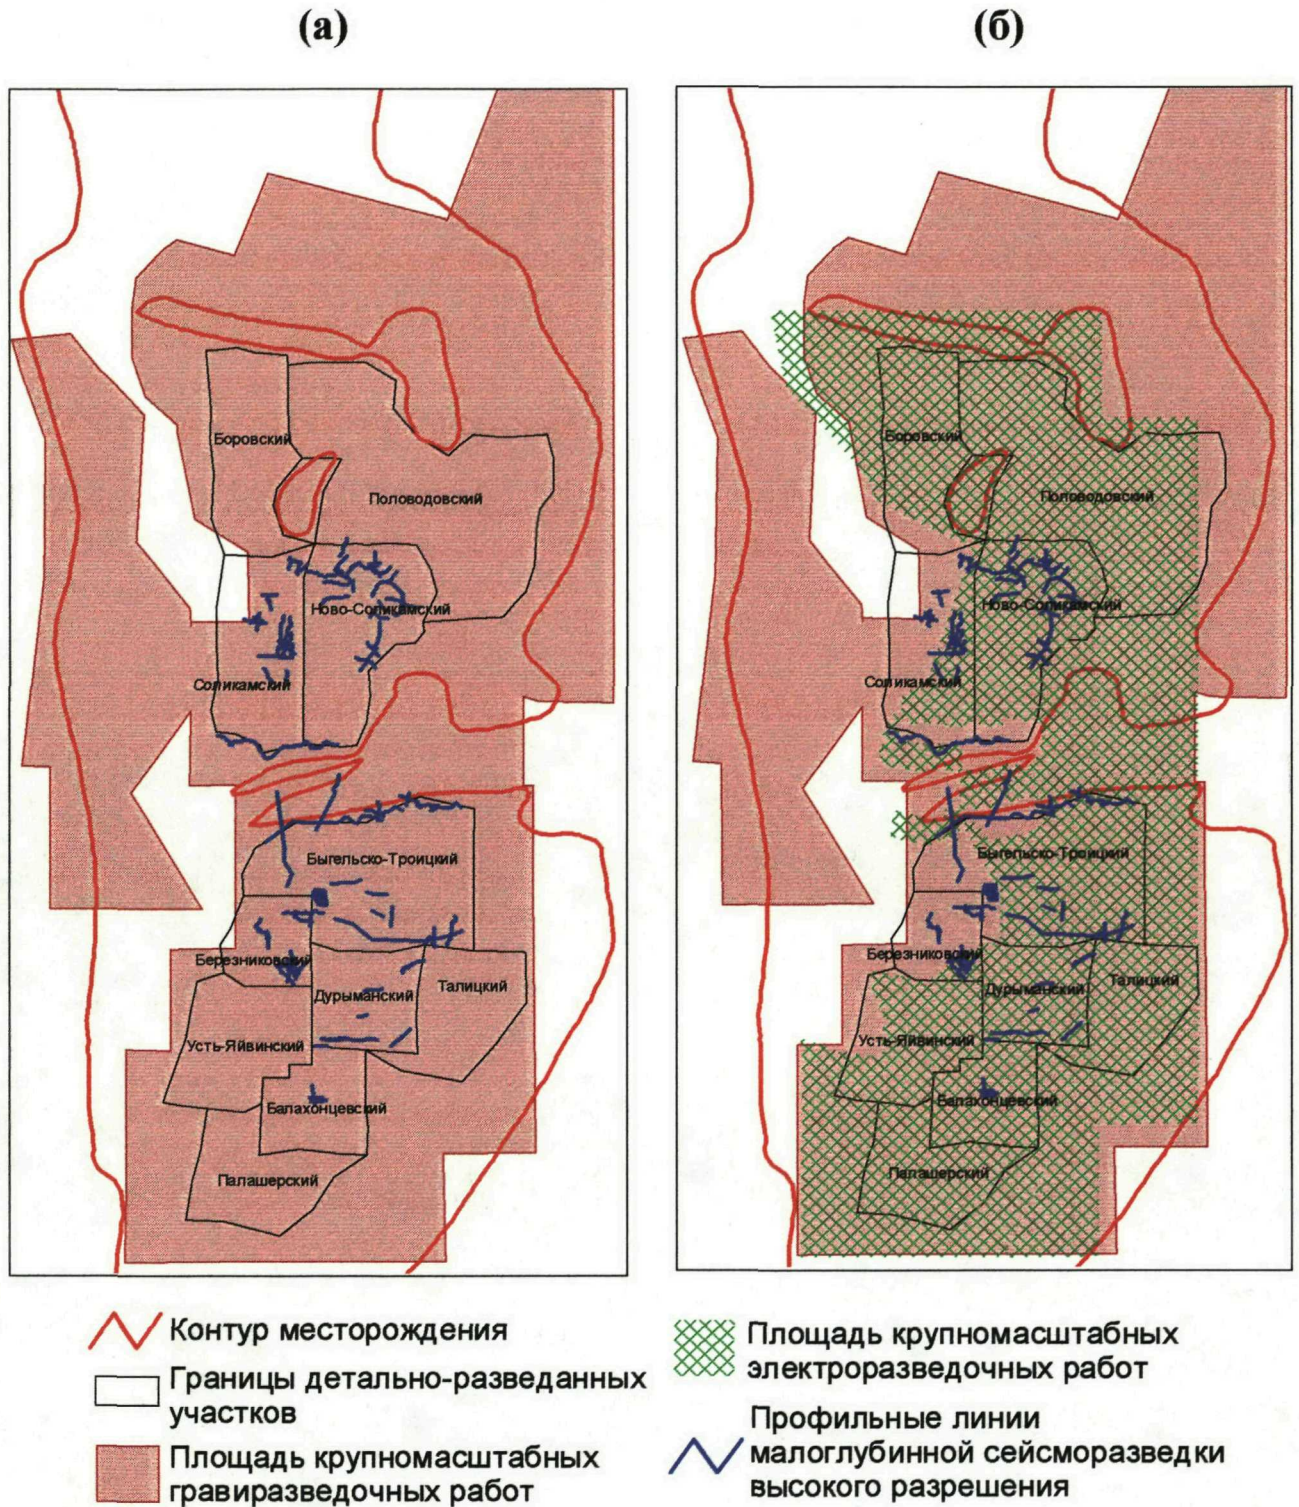 (а)
(б)
Боровский
Половодовский
Ново-Соликамский
Соликамский
Быгельско-Троицкий
Березниковский
Дурыманский
Талицкий
Усть-Яйвинский
Балахонцевский
Палашерский
Боровский
Половодовский
Ново-Соликамский
Соликамский
Быгельско-Троицкий
Березниковский
Дурыманский
Талицкий
Усть-Яйвинский
Балахонцевский
Палашерский
Контур месторождения
Границы детально-разведанных
участков
Площадь крупномасштабных
гравиразведочных работ
Площадь крупномасштабных
электроразведочных работ
Профильные линии
малоглубинной сейсморазведки
высокого разрешения